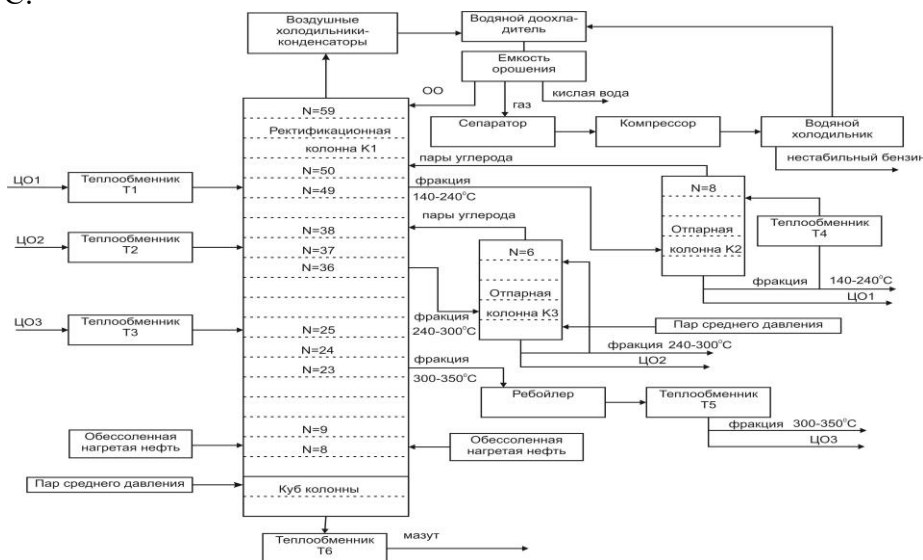 С.
Воздушные
холодильники-
конденсаторы
Водяной доохла-
дитель
Емкость
орошения
ОО
газ
кислая вода
N=59
Ректификационная
колонна К1
Сепаратор
Компрессор
Водяной
холодильник
нестабильный бензин
пары углерода
N=50
ЦО1
Теплообменник
Т1
N=49
фракция
140-240°С
N=8
Отпарная
колонна К2
Теплообменник
Т4
пары углерода
N=38
ЦО2
Теплообменник
Т2
N=37
N=36
N=6
Отпарная
колонна К3
фракция
140-240°С
ЦО1
ЦО3
Теплообменник
Т3
N=25
фракция
240-300°С
Пар среднего давления
фракция 240-300°С
ЦО2
N=24
N=23
фракция
300-350°С
Ребойлер
Теплообменник
Т5
фракция 300-350°С
ЦО3
Обессоленная
нагретая нефть
N=9
N=8
Обессоленная
нагретая нефть
Пар среднего давления
Куб колонны
Теплообменник
Т6
мазут